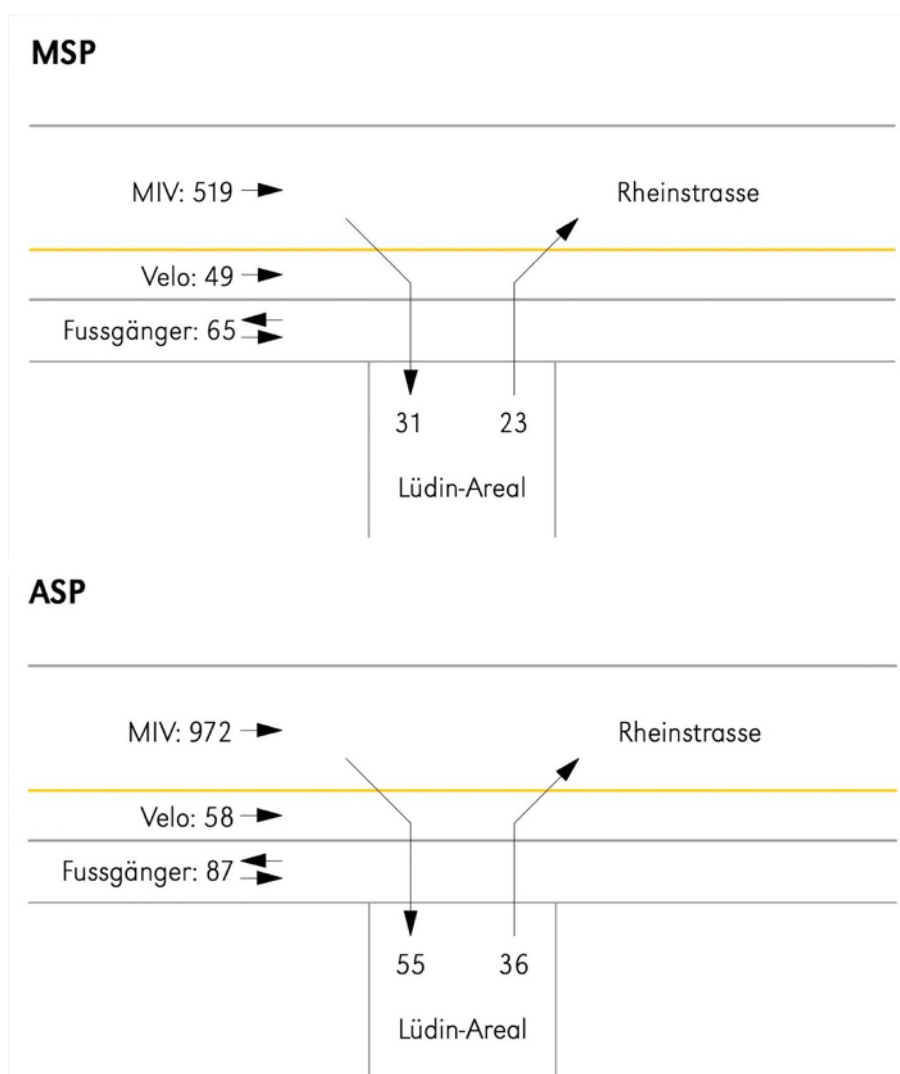 MSP
MIV: 519
Rheinstrasse
Velo: 49
Fussgänger: 65
31 23
Lüdin-Areal
ASP
MIV: 972
Rheinstrasse
Velo: 58
Fussgänger: 87
55 36
Lüdin-Areal